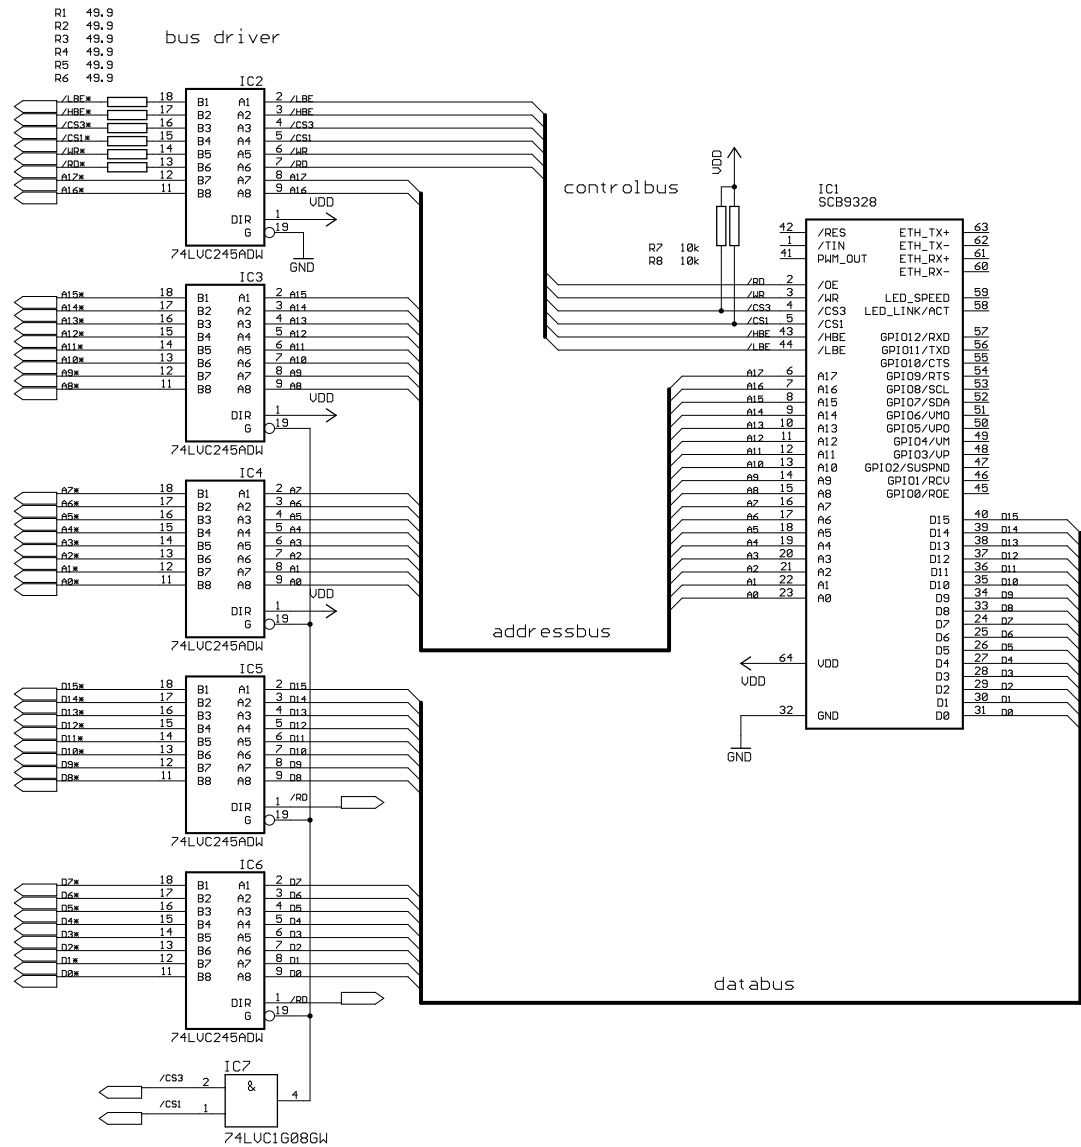 R1 49.9
R2 49.9
R3 49.9
R4 49.9
R5 49.9
R6 49.9
bus driver
IC2
/LBE* 18 B1 A1 2 /LBE
/HBE* 17 B2 A2 3 /HBE
/CS3* 16 B3 A3 4 /CS3
/CS1* 15 B4 A4 5 /CS1
/WR* 14 B5 A5 6 /WR
/RD* 13 B6 A6 7 /RD
A17* 12 B7 A7 8 A17
A16* 11 B8 A8 9 A16
DIR 1 VDD
G 19
74LVC245ADW
GND
IC3
A15* 18 B1 A1 2 A15
A14* 17 B2 A2 3 A14
A13* 16 B3 A3 4 A13
A12* 15 B4 A4 5 A12
A11* 14 B5 A5 6 A11
A10* 13 B6 A6 7 A10
A9* 12 B7 A7 8 A9
A8* 11 B8 A8 9 A8
DIR 1 VDD
G 19
74LVC245ADW
IC4
A7* 18 B1 A1 2 A7
A6* 17 B2 A2 3 A6
A5* 16 B3 A3 4 A5
A4* 15 B4 A4 5 A4
A3* 14 B5 A5 6 A3
A2* 13 B6 A6 7 A2
A1* 12 B7 A7 8 A1
A0* 11 B8 A8 9 A0
DIR 1 VDD
G 19
74LVC245ADW
IC5
D15* 18 B1 A1 2 D15
D14* 17 B2 A2 3 D14
D13* 16 B3 A3 4 D13
D12* 15 B4 A4 5 D12
D11* 14 B5 A5 6 D11
D10* 13 B6 A6 7 D10
D9* 12 B7 A7 8 D9
D8* 11 B8 A8 9 D8
DIR 1 /RD
G 19
74LVC245ADW
IC6
D7* 18 B1 A1 2 D7
D6* 17 B2 A2 3 D6
D5* 16 B3 A3 4 D5
D4* 15 B4 A4 5 D4
D3* 14 B5 A5 6 D3
D2* 13 B6 A6 7 D2
D1* 12 B7 A7 8 D1
D0* 11 B8 A8 9 D0
DIR 1 /RD
G 19
74LVC245ADW
IC7
/CS3 2 & 4
/CS1 1
74LVC1G08GW
controlbus
addressbus
databus
VDD
R7 10k
R8 10k
IC1
SCB9328
42 /RES ETH_TX+ 63
1 /TIN ETH_TX- 62
41 PWM_OUT ETH_RX+ 61
ETH_RX- 60
/RD 2 /OE
/WR 3 /WR LED_SPEED 59
/CS3 4 /CS3 LED_LINK/ACT 58
/CS1 5 /CS1
/HBE 43 /HBE GPIO12/RXD 57
/LBE 44 /LBE GPIO11/TXD 56
GPIO10/CTS 55
A17 6 A17 GPIO9/RTS 54
A16 7 A16 GPIO8/SCL 53
A15 8 A15 GPIO7/SDA 52
A14 9 A14 GPIO6/VMO 51
A13 10 A13 GPIO5/VPO 50
A12 11 A12 GPIO4/VM 49
A11 12 A11 GPIO3/VP 48
A10 13 A10 GPIO2/SUSPND 47
A9 14 A9 GPIO1/RCV 46
A8 15 A8 GPIO0/ROE 45
A7 16 A7
A6 17 A6 D15 40 D15
A5 18 A5 D14 39 D14
A4 19 A4 D13 38 D13
A3 20 A3 D12 37 D12
A2 21 A2 D11 36 D11
A1 22 A1 D10 35 D10
A0 23 A0 D9 34 D9
D8 33 D8
D7 24 D7
D6 25 D6
D5 26 D5
VDD 64 VDD D4 27 D4
D3 28 D3
D2 29 D2
D1 30 D1
GND 32 GND D0 31 D0